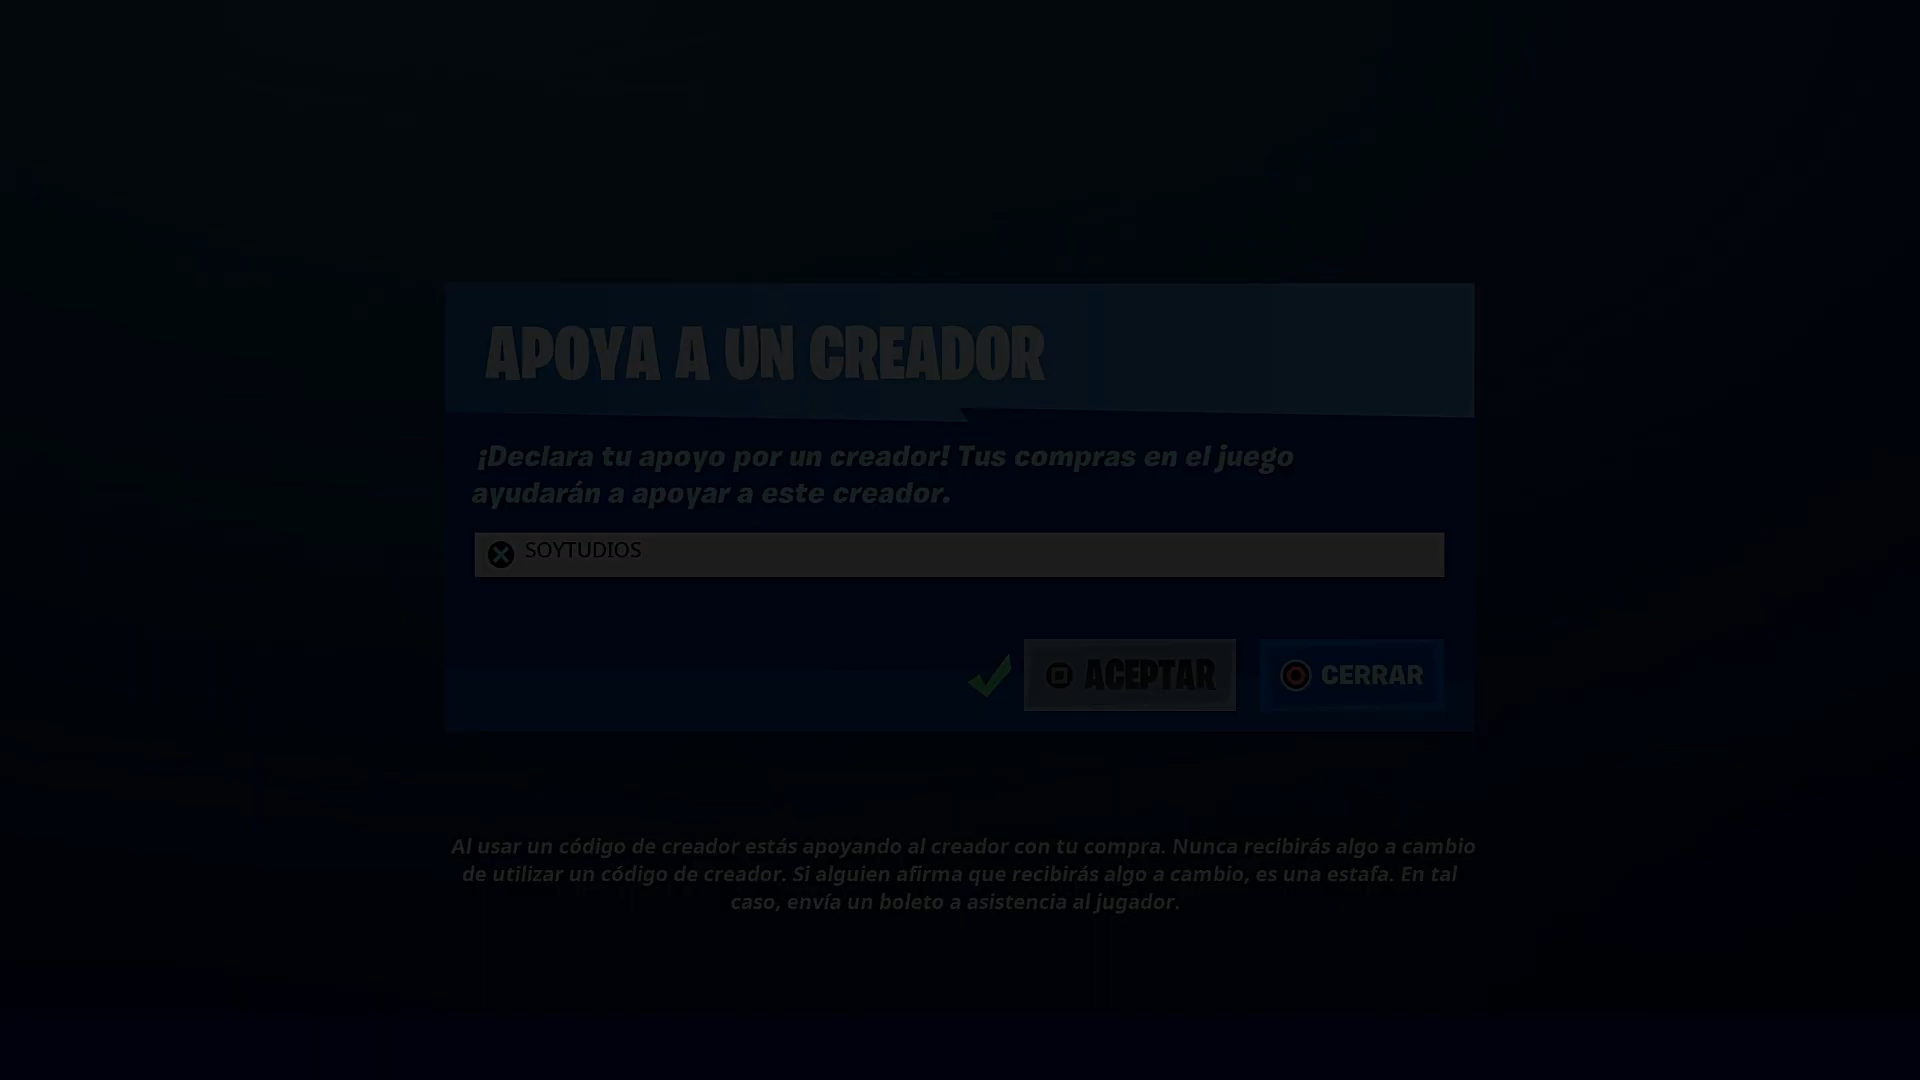 APOYA A UN CREADOR
¡Declara tu apoyo por un creador! Tus compras en el juego
ayudarán a apoyar a este creador.
SOYTUDIOS
ACEPTAR
CERRAR
Al usar un código de creador estás apoyando al creador con tu compra. Nunca recibirás algo a cambio
de utilizar un código de creador. Si alguien afirma que recibirás algo a cambio, es una estafa. En tal
caso, envía un boleto a asistencia al jugador.